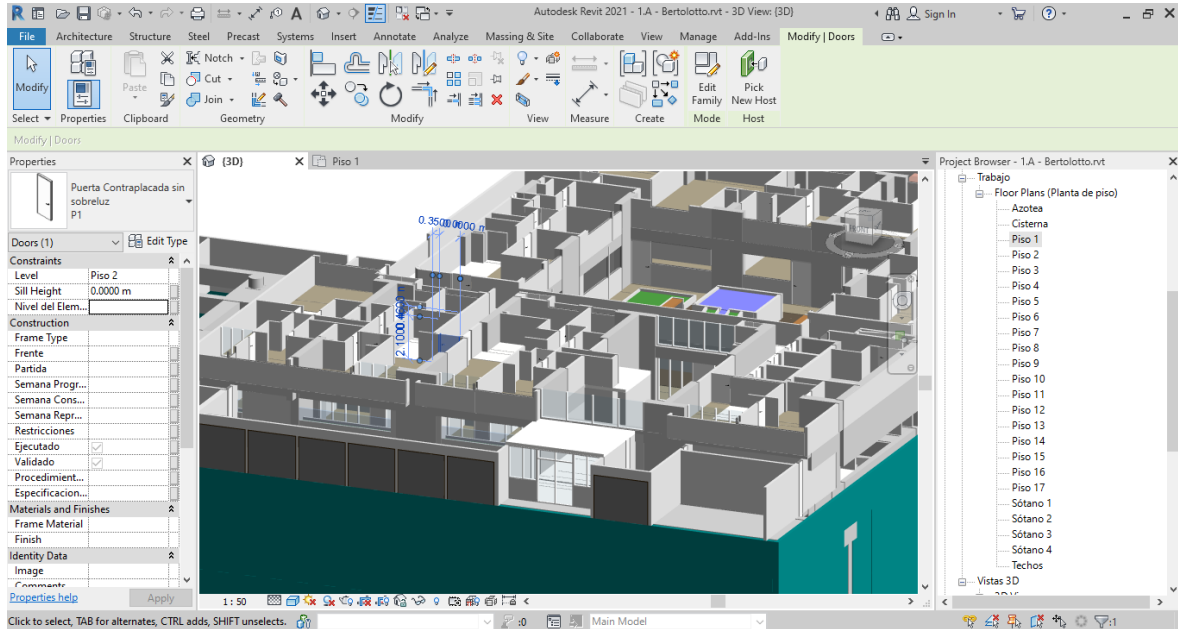 Autodesk Revit 2021 - 1.A - Bertolotto.rvt - 3D View: {3D}
Sign In
File Architecture Structure Steel Precast Systems Insert Annotate Analyze Massing & Site Collaborate View Manage Add-Ins Modify | Doors
Modify
Paste
Notch
Cut
Join
Edit Family
Pick New Host
Select Properties Clipboard Geometry Modify View Measure Create Mode Host
Modify | Doors
Properties
{3D}
Piso 1
Project Browser - 1.A - Bertolotto.rvt
Puerta Contraplacada sin
sobreluz
P1
Doors (1)
Edit Type
Constraints
Level Piso 2
Sill Height 0.0000 m
Nivel del Elem...
Construction
Frame Type
Frente
Partida
Semana Progr...
Semana Cons...
Semana Repr...
Restricciones
Ejecutado
Validado
Procedimient...
Especificacion...
Materials and Finishes
Frame Material
Finish
Identity Data
Image
Comments
Properties help
Apply
Trabajo
Floor Plans (Planta de piso)
Azotea
Cisterna
Piso 1
Piso 2
Piso 3
Piso 4
Piso 5
Piso 6
Piso 7
Piso 8
Piso 9
Piso 10
Piso 11
Piso 12
Piso 13
Piso 14
Piso 15
Piso 16
Piso 17
Sótano 1
Sótano 2
Sótano 3
Sótano 4
Techos
Vistas 3D
1 : 50
Click to select, TAB for alternates, CTRL adds, SHIFT unselects.
:0
Main Model
:1